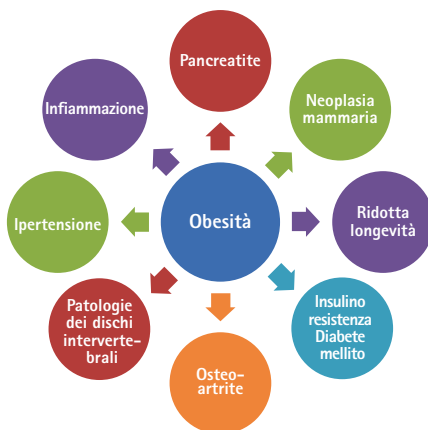 Pancreatite
Neoplasia
mammaria
Infiammazione
Ipertensione
Obesità
Ridotta
longevità
Patologie
dei dischi
interverte-
brali
Insulino
resistenza
Diabete
mellito
Osteo-
artrite